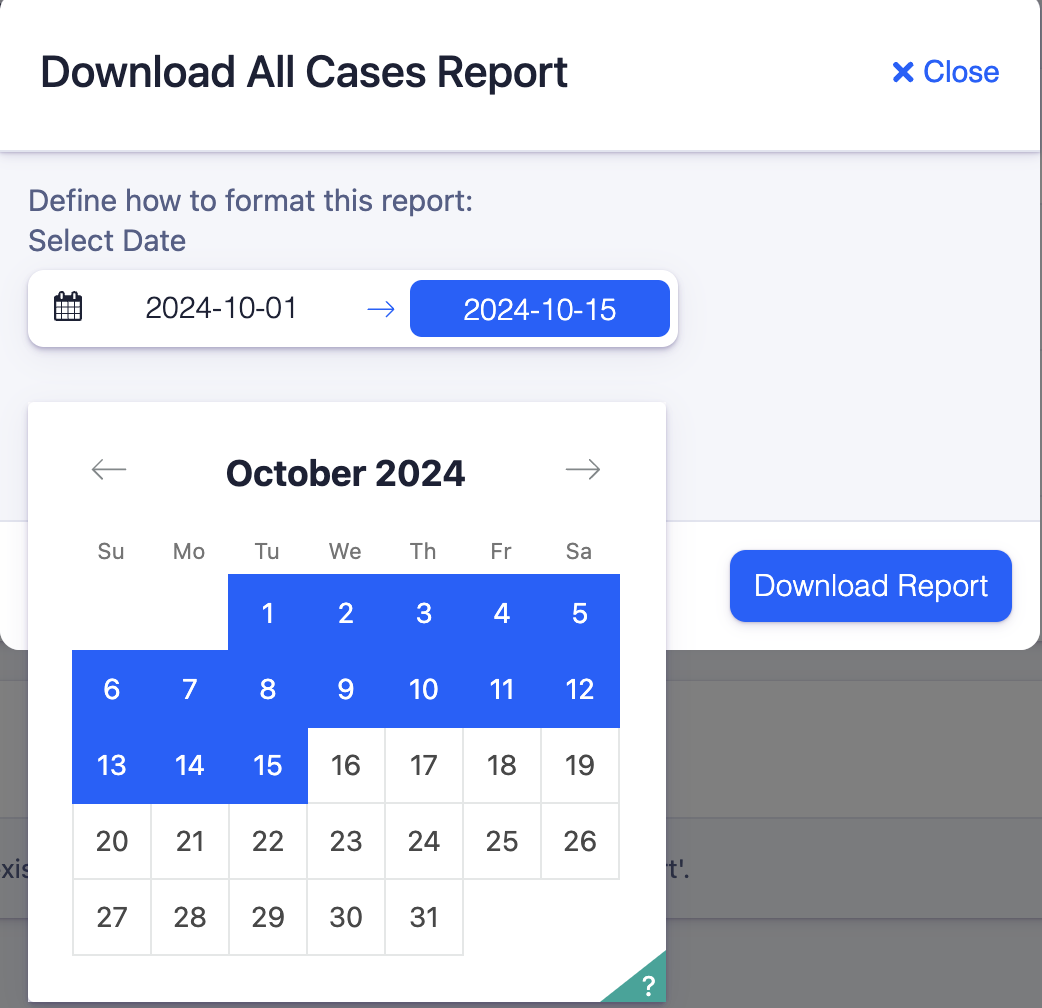 Download All Cases Report
Close
Define how to format this report:
Select Date
2024-10-01 → 2024-10-15
October 2024
Su Mo Tu We Th Fr Sa
1 2 3 4 5
6 7 8 9 10 11 12
13 14 15 16 17 18 19
20 21 22 23 24 25 26
27 28 29 30 31
?
Download Report